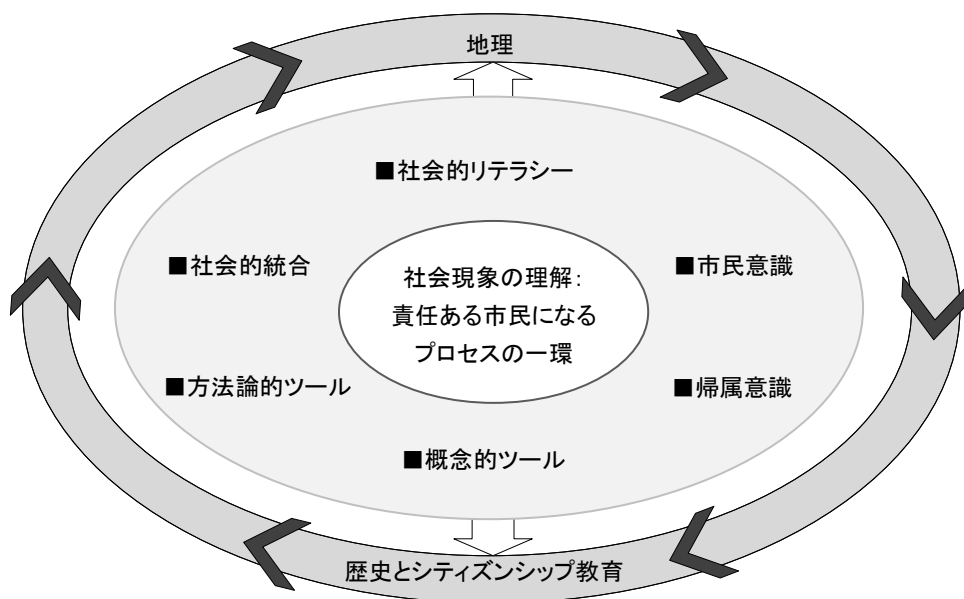 地理
■社会的リテラシー
■社会的統合
■市民意識
社会現象の理解:
責任ある市民になる
プロセスの一環
■方法論的ツール
■帰属意識
■概念的ツール
歴史とシティズンシップ教育